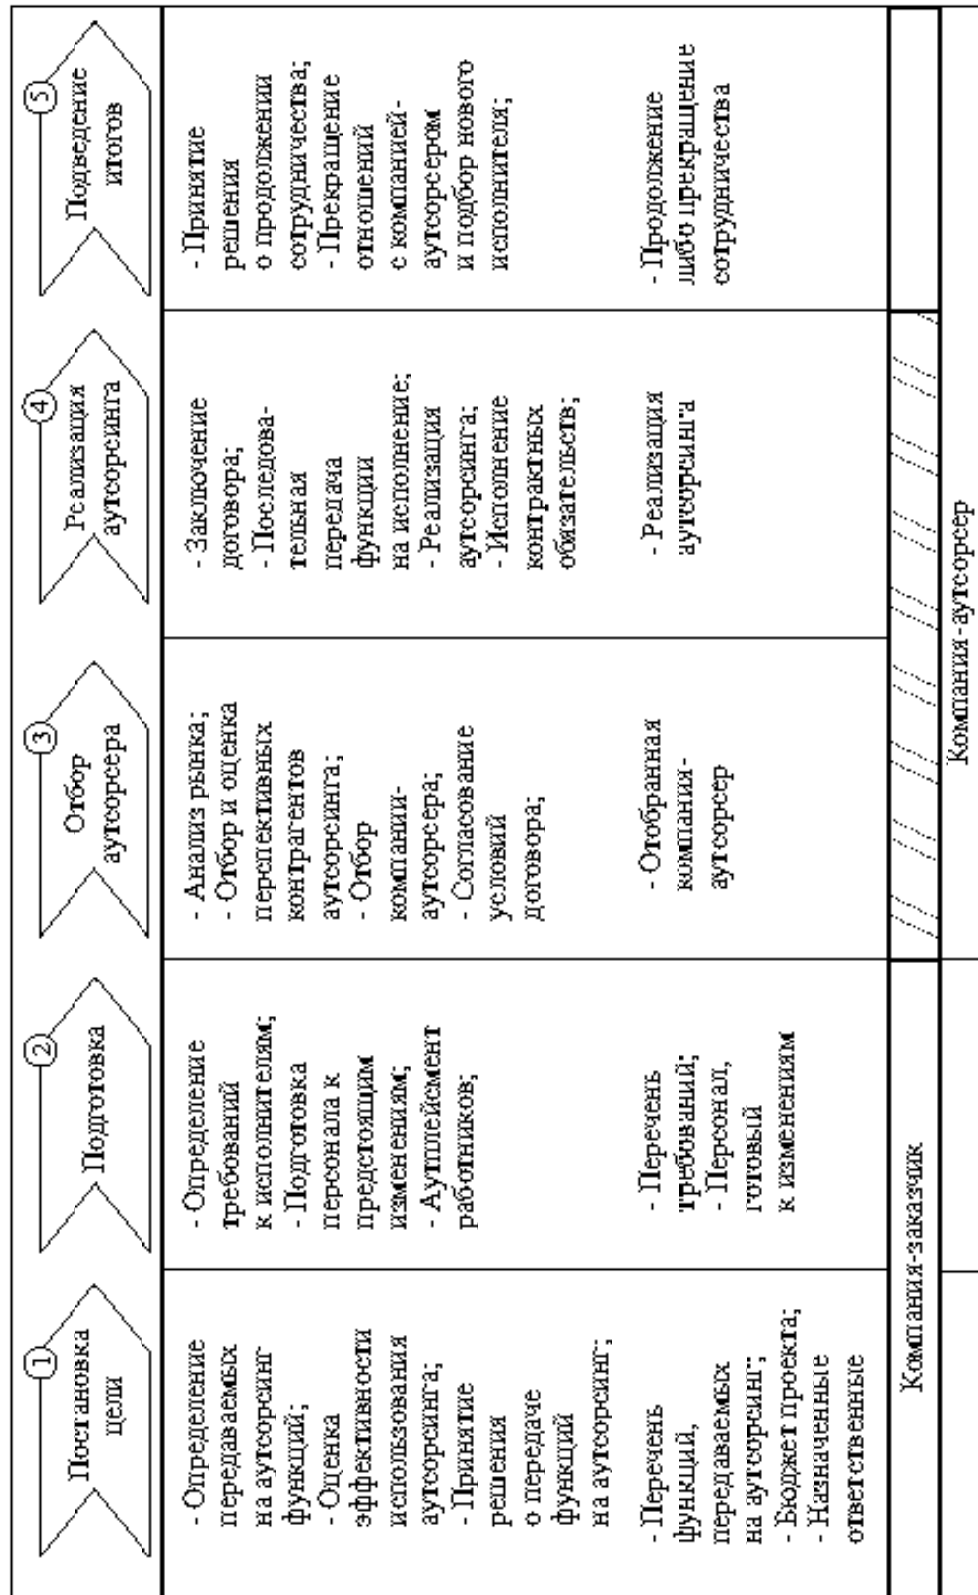 1
Постановка
цели
- Определение
передаваемых
на аутсорсинг
функций;
- Оценка
эффективности
использования
аутсорсинга;
- Принятие
решения
о передаче
функций
на аутсорсинг;
- Перечень
функций,
передаваемых
на аутсорсинг;
- Бюджет проекта;
- Назначенные
ответственные
2
Подготовка
- Определение
требований
к исполнителям;
- Подготовка
персонала к
предстоящим
изменениям;
- Аутплейсмент
работников;
- Перечень
требований;
- Персонал,
готовый
к изменениям
3
Отбор
аутсорсера
- Анализ рынка;
- Отбор и оценка
перспективных
контрагентов
аутсорсинга;
- Отбор
компании-
аутсорсера;
- Согласование
условий
договора;
- Отобранная
компания-
аутсорсер
4
Реализация
аутсорсинга
- Заключение
договора;
- Последова-
тельная
передача
функции
на исполнение;
- Реализация
аутсорсинга;
- Исполнение
контрактных
обязательств;
- Реализация
аутсорсинга
5
Подведение
итогов
- Принятие
решения
о продолжении
сотрудничества;
- Прекращение
отношений
с компанией-
аутсорсером
и подбор нового
исполнителя;
- Продолжение
либо прекращение
сотрудничества
Компания-заказчик
Компания-аутсорсер